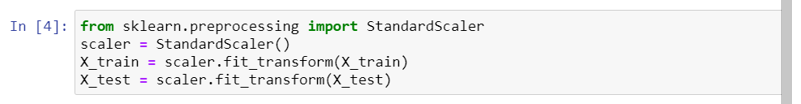 In [4]: from sklearn.preprocessing import StandardScaler
scaler = StandardScaler()
X_train = scaler.fit_transform(X_train)
X_test = scaler.fit_transform(X_test)